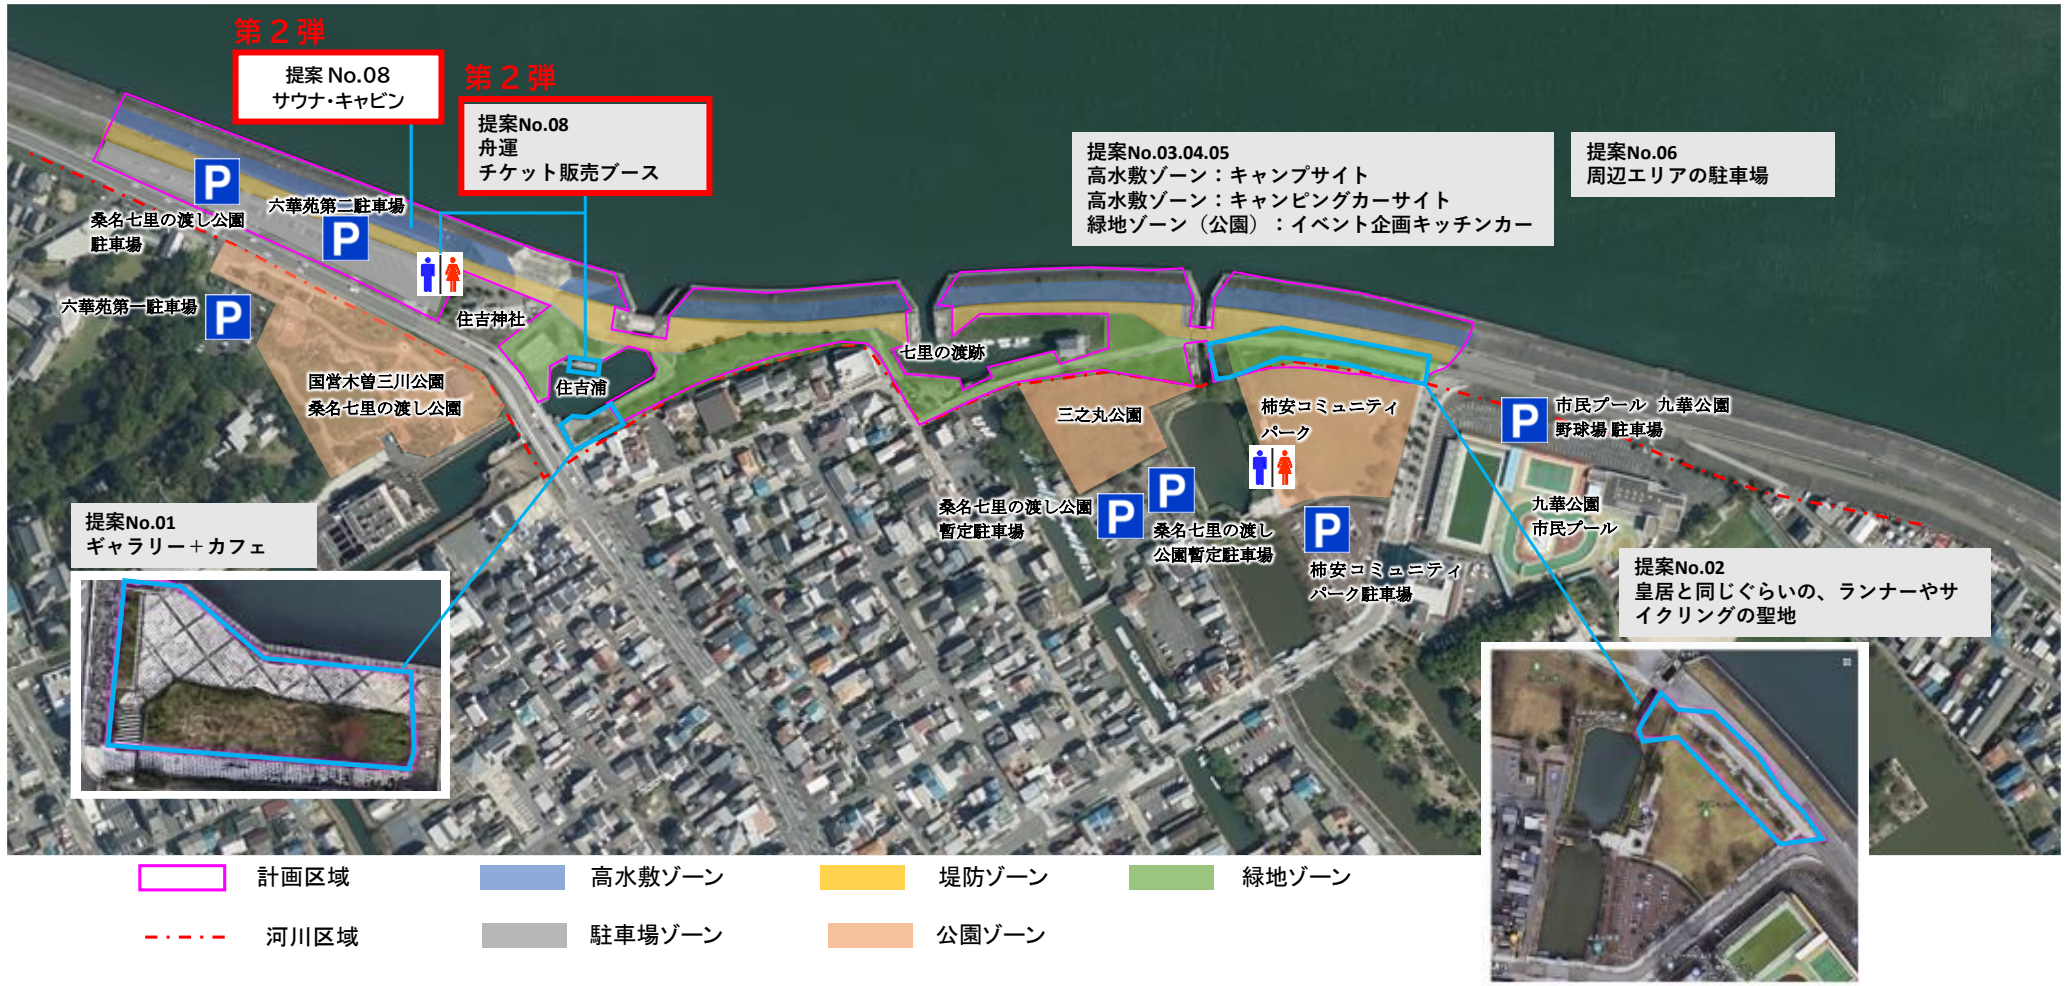 第２弾
提案 No.08
サウナ・キャビン
第２弾
提案No.08
舟運
チケット販売ブース
提案No.03.04.05
高水敷ゾーン：キャンプサイト
高水敷ゾーン：キャンピングカーサイト
緑地ゾーン（公園）：イベント企画キッチンカー
提案No.06
周辺エリアの駐車場
P
桑名七里の渡し公園
駐車場
六華苑第二駐車場
P
六華苑第一駐車場
P
住吉神社
国営木曽三川公園
桑名七里の渡し公園
住吉浦
七里の渡跡
三之丸公園
柿安コミュニティ
パーク
P
市民プール 九華公園
野球場 駐車場
桑名七里の渡し公園
暫定駐車場
P
P
桑名七里の渡し
公園暫定駐車場
P
柿安コミュニティ
パーク駐車場
九華公園
市民プール
提案No.01
ギャラリー＋カフェ
提案No.02
皇居と同じぐらいの、ランナーやサ
イクリングの聖地
計画区域
高水敷ゾーン
堤防ゾーン
緑地ゾーン
河川区域
駐車場ゾーン
公園ゾーン